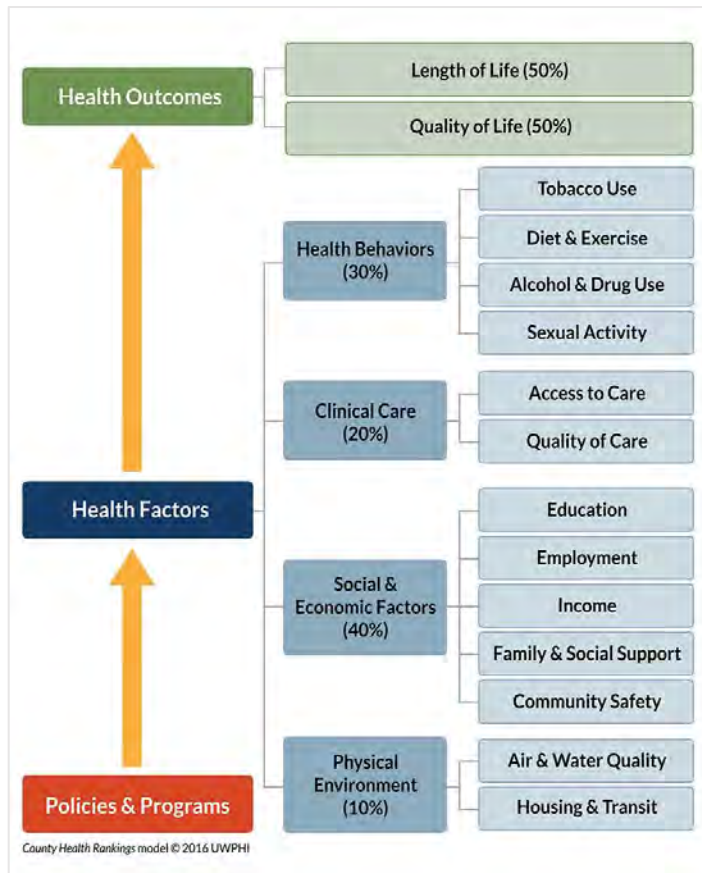 Health Outcomes
Length of Life (50%)
Quality of Life (50%)
Health Behaviors
(30%)
Tobacco Use
Diet & Exercise
Alcohol & Drug Use
Sexual Activity
Clinical Care
(20%)
Access to Care
Quality of Care
Health Factors
Social &
Economic Factors
(40%)
Education
Employment
Income
Family & Social Support
Community Safety
Physical
Environment
(10%)
Air & Water Quality
Housing & Transit
Policies & Programs
County Health Rankings model © 2016 UWPHI